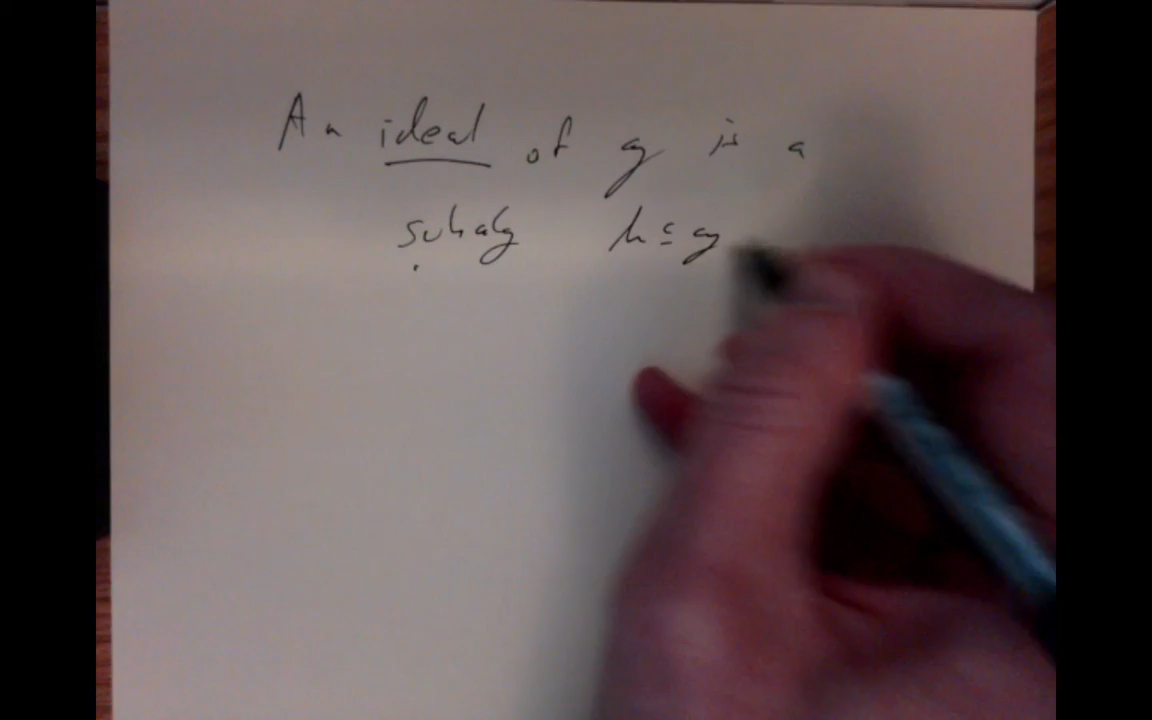 An ideal of 𝔤 is a
subalg 𝔥 ⊆ 𝔤